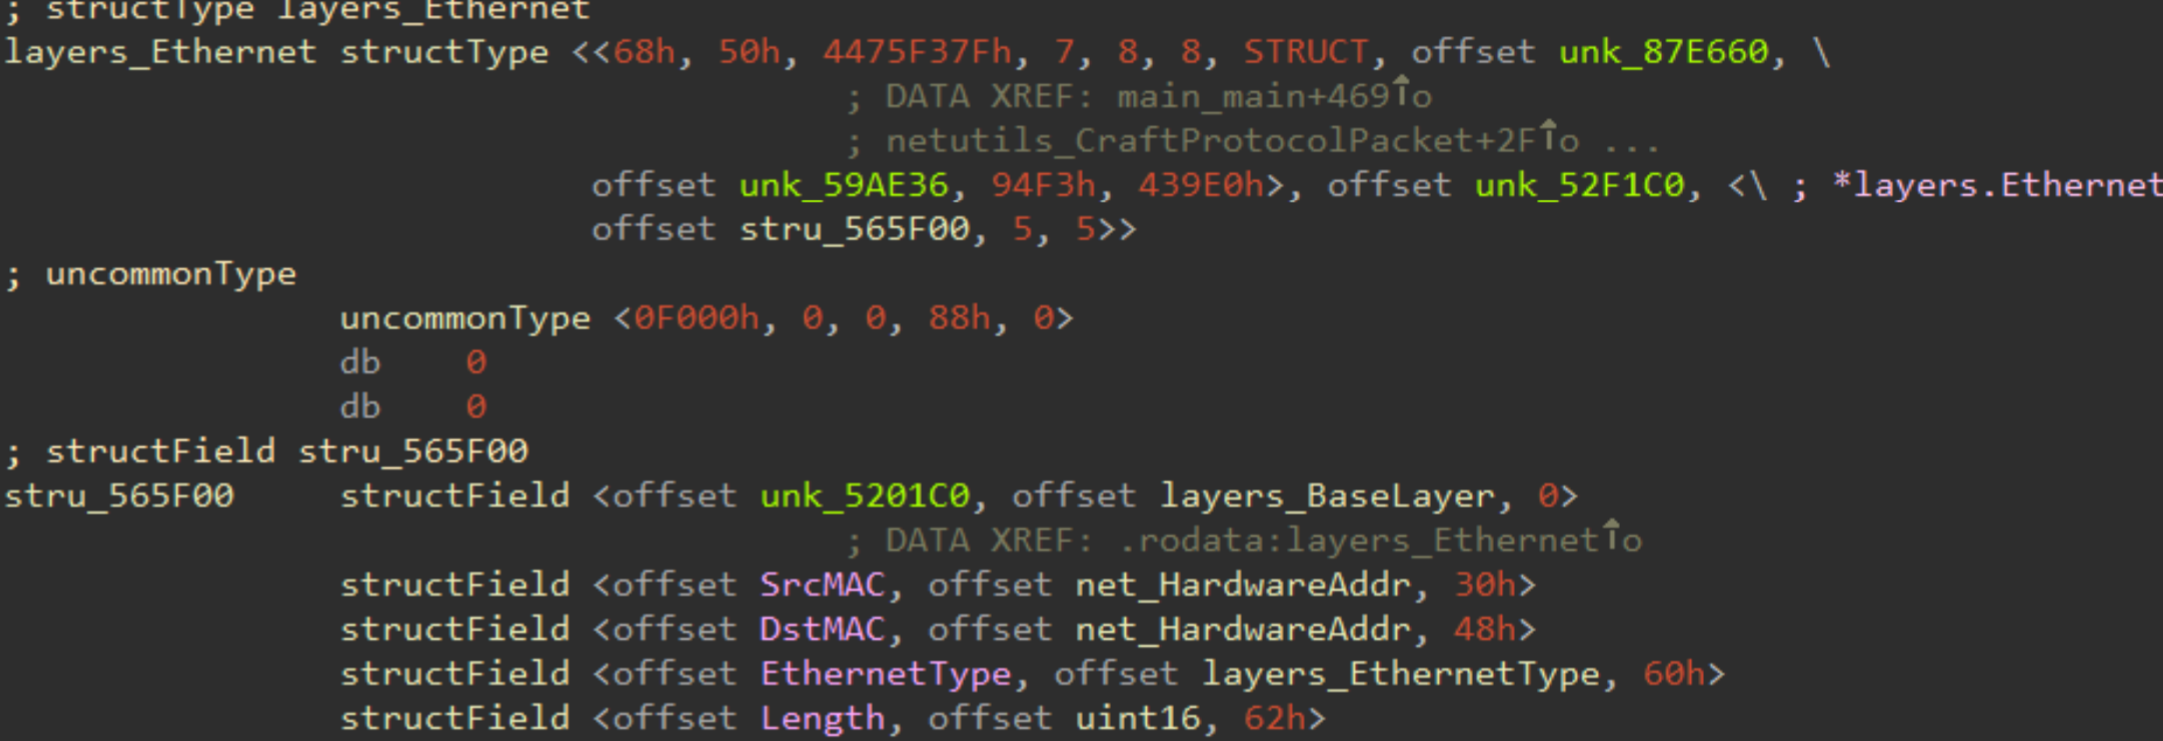 ; structType layers_Ethernet
layers_Ethernet structType <<68h, 50h, 4475F37Fh, 7, 8, 8, STRUCT, offset unk_87E660, \
; DATA XREF: main_main+469↑o
; netutils_CraftProtocolPacket+2F↑o ...
offset unk_59AE36, 94F3h, 439E0h>, offset unk_52F1C0, <\ ; *layers.Ethernet
offset stru_565F00, 5, 5>>
; uncommonType
uncommonType <0F000h, 0, 0, 88h, 0>
db 0
db 0
; structField stru_565F00
stru_565F00 structField <offset unk_5201C0, offset layers_BaseLayer, 0>
; DATA XREF: .rodata:layers_Ethernet↑o
structField <offset SrcMAC, offset net_HardwareAddr, 30h>
structField <offset DstMAC, offset net_HardwareAddr, 48h>
structField <offset EthernetType, offset layers_EthernetType, 60h>
structField <offset Length, offset uint16, 62h>